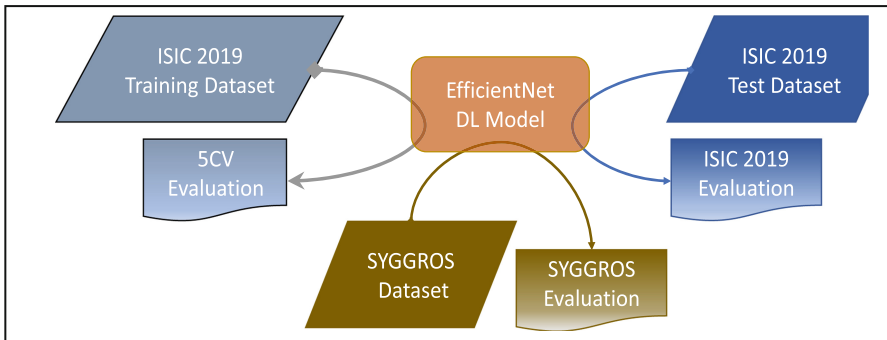 ISIC 2019
Training Dataset
EfficientNet
DL Model
ISIC 2019
Test Dataset
5CV
Evaluation
ISIC 2019
Evaluation
SYGGROS
Dataset
SYGGROS
Evaluation